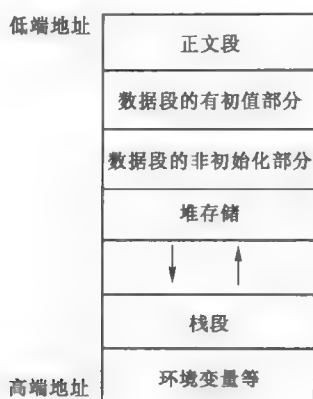 低端地址
正文段
数据段的有初值部分
数据段的非初始化部分
堆存储
栈段
环境变量等
高端地址